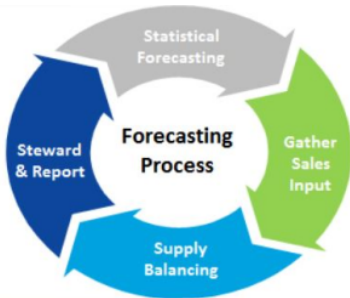 Statistical
Forecasting
Gather
Sales
Input
Supply
Balancing
Steward
& Report
Forecasting
Process